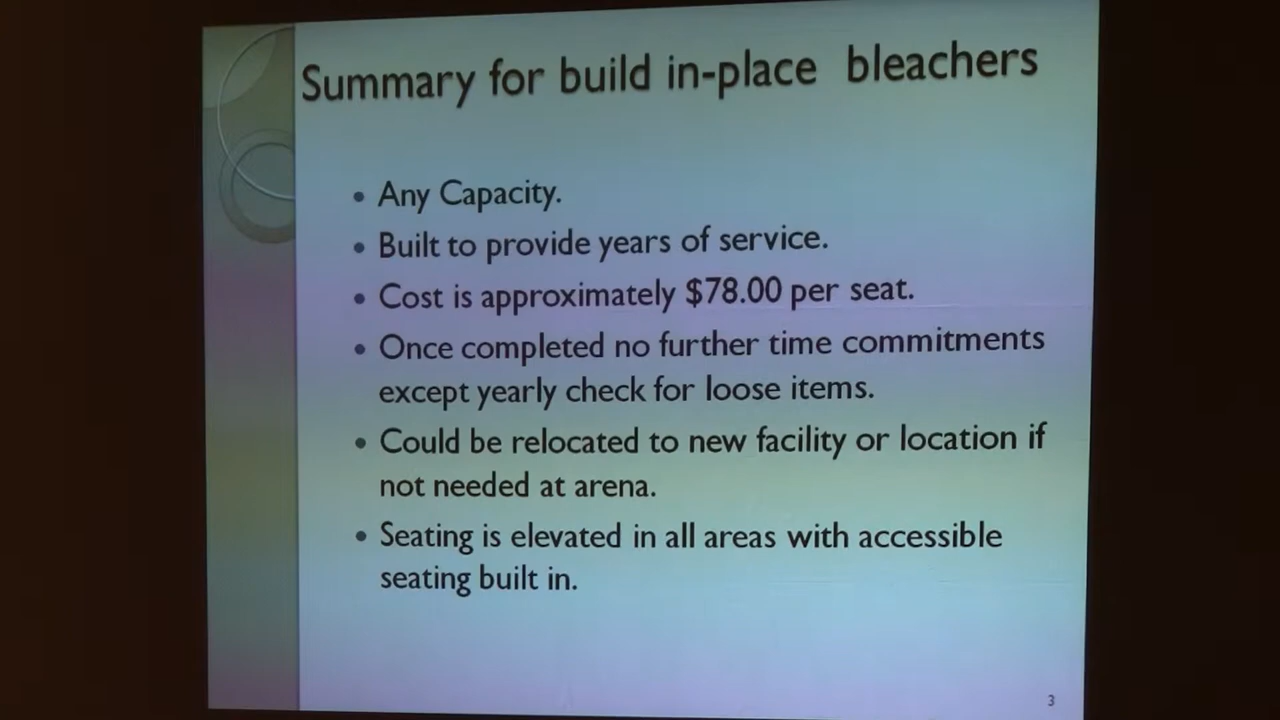 Summary for build in-place bleachers
• Any Capacity.
• Built to provide years of service.
• Cost is approximately $78.00 per seat.
• Once completed no further time commitments
except yearly check for loose items.
• Could be relocated to new facility or location if
not needed at arena.
• Seating is elevated in all areas with accessible
seating built in.
3